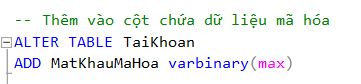 -- Thêm vào cột chứa dữ liệu mã hóa
ALTER TABLE TaiKhoan
ADD MatKhauMaHoa varbinary(max)